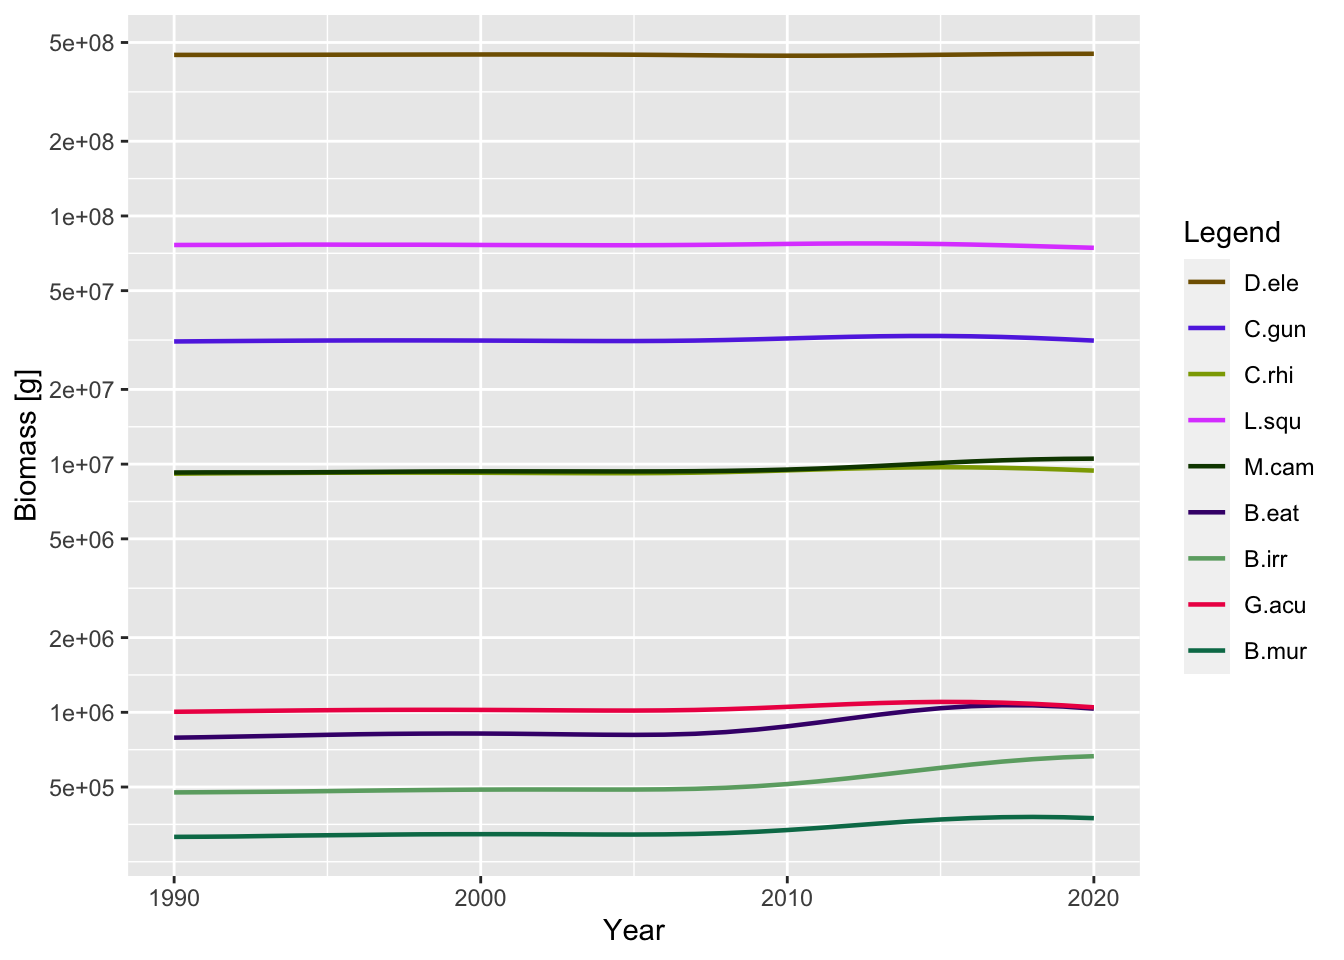 5e+08
2e+08
1e+08
5e+07
2e+07
1e+07
5e+06
2e+06
1e+06
5e+05
Biomass [g]
1990
2000
2010
2020
Year
Legend
D.ele
C.gun
C.rhi
L.squ
M.cam
B.eat
B.irr
G.acu
B.mur